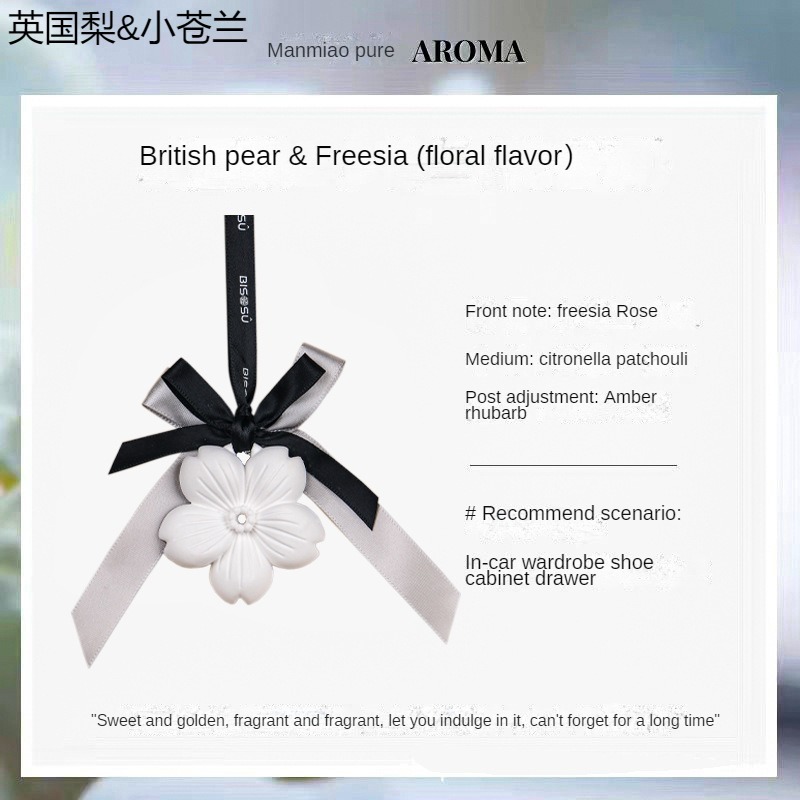 英国梨&小苍兰
Manmiao pure AROMA
British pear & Freesia (floral flavor)
BISOSÛ
Front note: freesia Rose
Medium: citronella patchouli
Post adjustment: Amber
rhubarb
# Recommend scenario:
In-car wardrobe shoe
cabinet drawer
"Sweet and golden, fragrant and fragrant, let you indulge in it, can't forget for a long time"